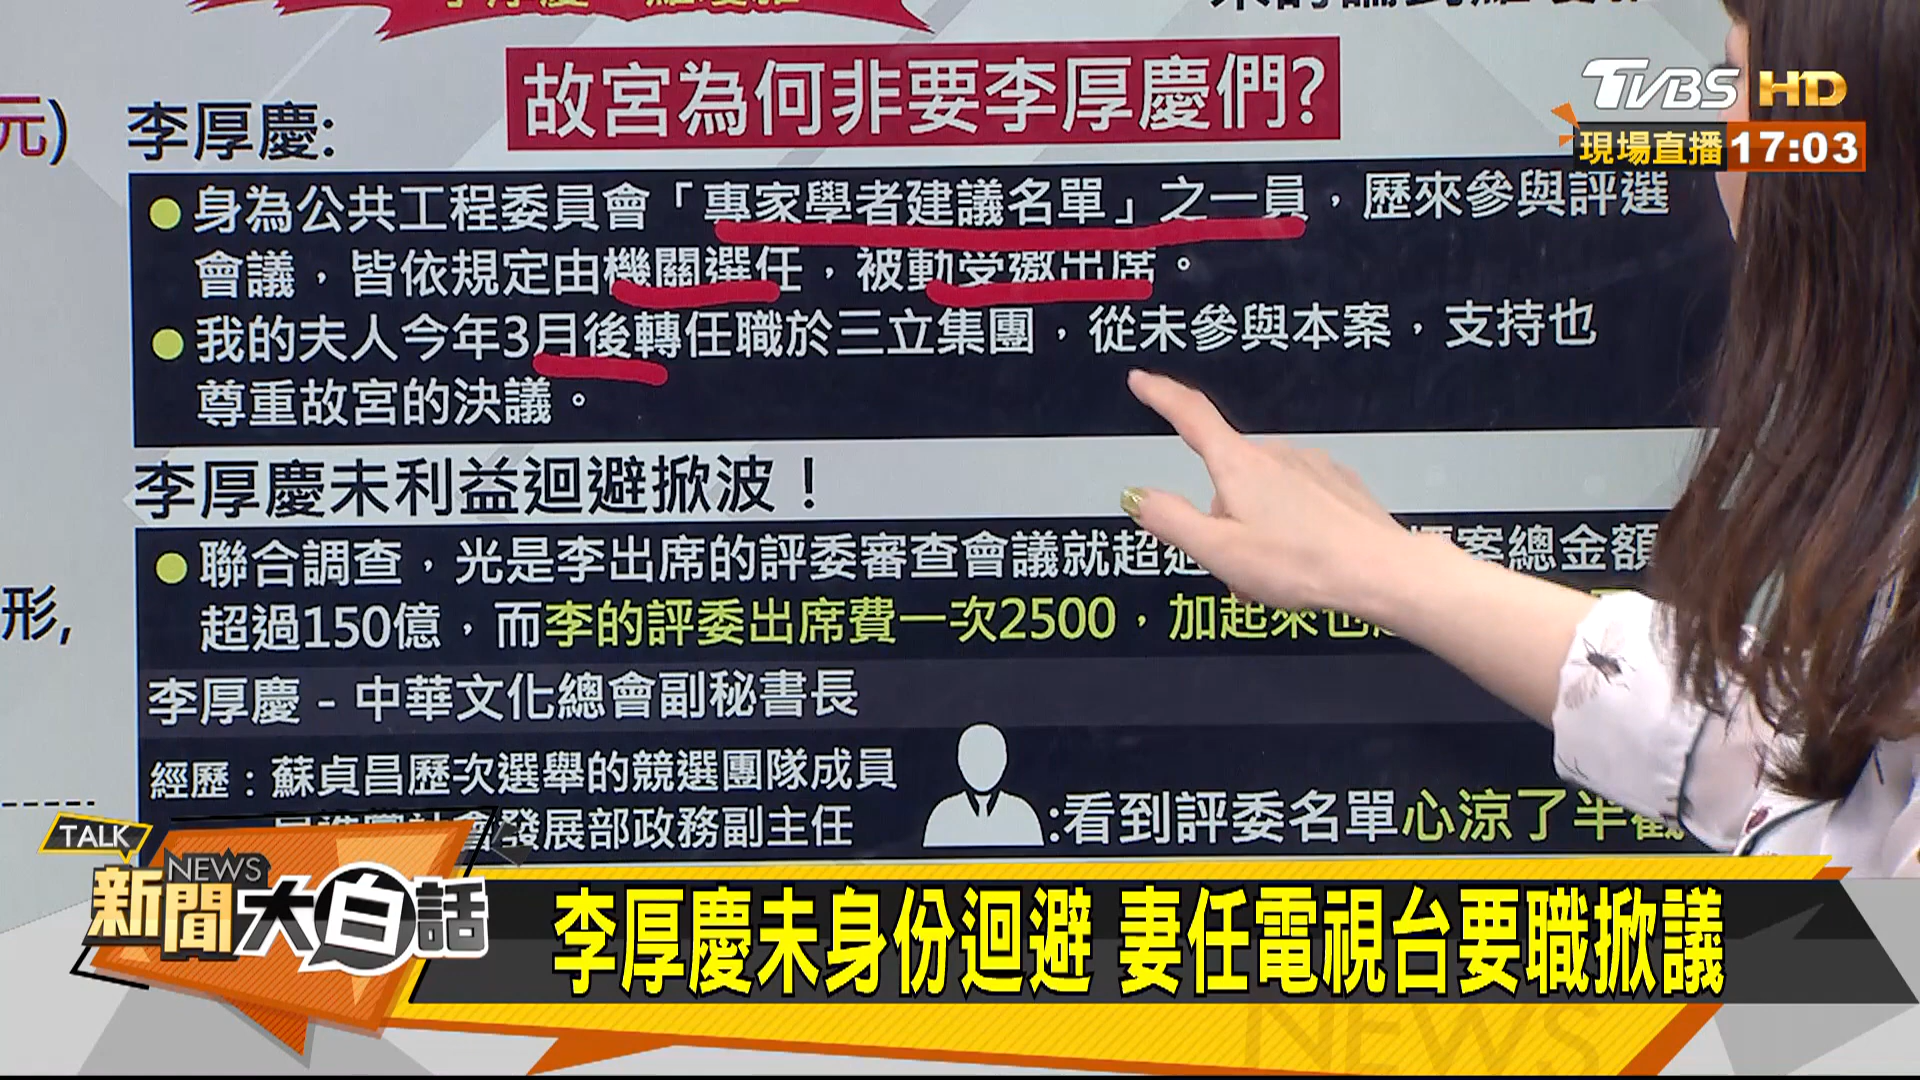 故宮為何非要李厚慶們?
TVBS HD
現場直播 17:03
元)
李厚慶:
身為公共工程委員會「專家學者建議名單」之一員，歷來參與評選
會議，皆依規定由機關選任，被動受邀出席。
我的夫人今年3月後轉任職於三立集團，從未參與本案，支持也
尊重故宮的決議。
李厚慶未利益迴避掀波！
聯合調查，光是李出席的評委審查會議就超 案總金額
超過150億，而李的評委出席費一次2500，加起來也
形,
李厚慶-中華文化總會副秘書長
經歷：蘇貞昌歷次選舉的競選團隊成員
發展部政務副主任
:看到評委名單心涼了半
TALK
NEWS
新聞大白話
李厚慶未身份迴避 妻任電視台要職掀議
NEWS